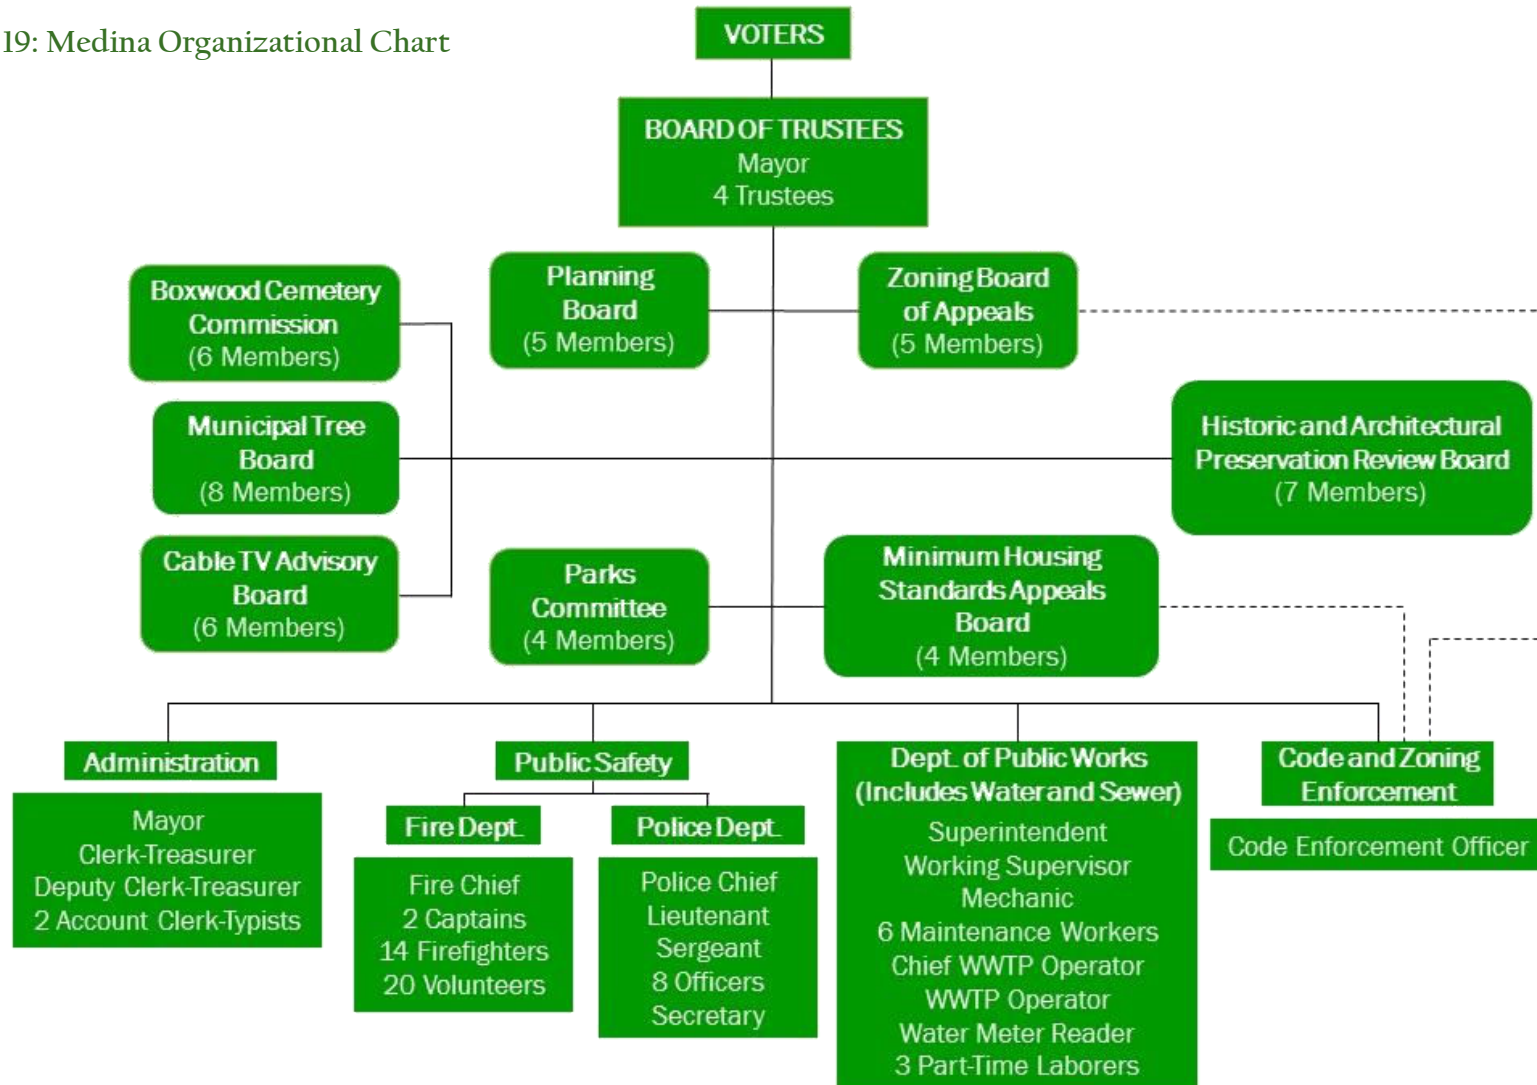 19: Medina Organizational Chart
VOTERS
BOARD OF TRUSTEES
Mayor
4 Trustees
Planning
Board
(5 Members)
Zoning Board
of Appeals
(5 Members)
Boxwood Cemetery
Commission
(6 Members)
Municipal Tree
Board
(8 Members)
Historic and Architectural
Preservation Review Board
(7 Members)
Cable TV Advisory
Board
(6 Members)
Parks
Committee
(4 Members)
Minimum Housing
Standards Appeals
Board
(4 Members)
Administration
Mayor
Clerk-Treasurer
Deputy Clerk-Treasurer
2 Account Clerk-Typists
Public Safety
Fire Dept.
Fire Chief
2 Captains
14 Firefighters
20 Volunteers
Police Dept.
Police Chief
Lieutenant
Sergeant
8 Officers
Secretary
Dept. of Public Works
(Includes Water and Sewer)
Superintendent
Working Supervisor
Mechanic
6 Maintenance Workers
Chief WWTP Operator
WWTP Operator
Water Meter Reader
3 Part-Time Laborers
Code and Zoning
Enforcement
Code Enforcement Officer